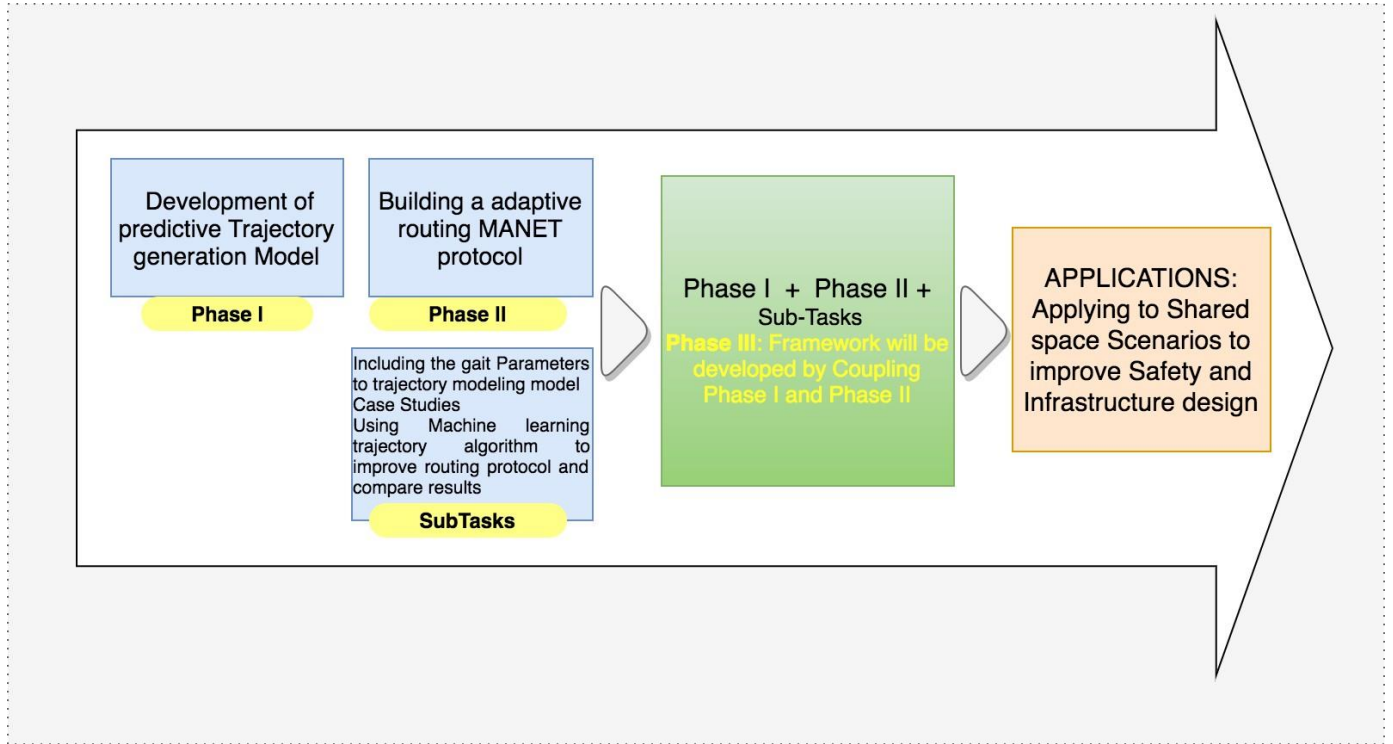 Development of
predictive Trajectory
generation Model
Phase I
Building a adaptive
routing MANET
protocol
Phase II
Including the gait Parameters
to trajectory modeling model
Case Studies
Using Machine learning
trajectory algorithm to
improve routing protocol and
compare results
SubTasks
Phase I + Phase II +
Sub-Tasks
Phase III: Framework will be
developed by Coupling
Phase I and Phase II
APPLICATIONS:
Applying to Shared
space Scenarios to
improve Safety and
Infrastructure design